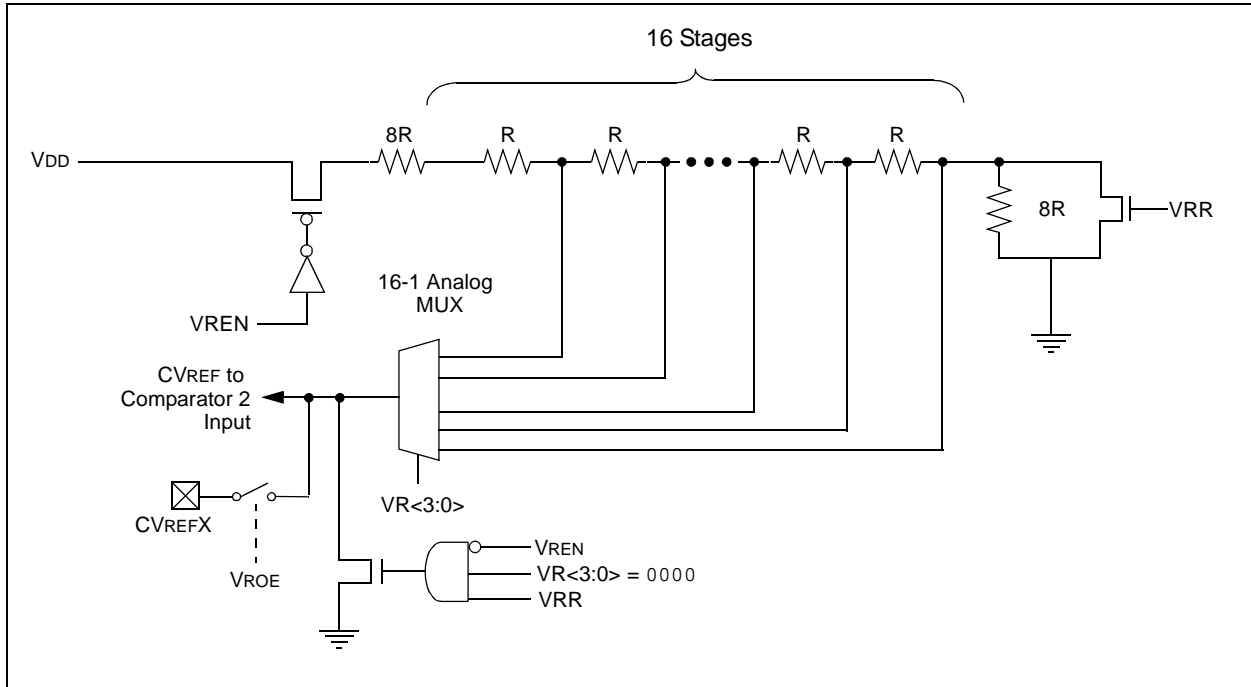 16 Stages
8R
R
R
R
R
VDD
8R
VRR
16-1 Analog
MUX
VREN
CVREF to
Comparator 2
Input
VR<3:0>
CVREFX
VROE
VREN
VR<3:0> = 0000
VRR